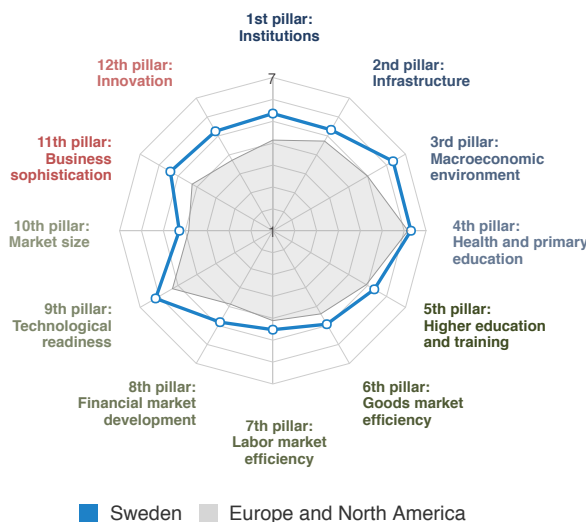 1st pillar:
Institutions
2nd pillar:
Infrastructure
3rd pillar:
Macroeconomic
environment
4th pillar:
Health and primary
education
5th pillar:
Higher education
and training
6th pillar:
Goods market
efficiency
7th pillar:
Labor market
efficiency
8th pillar:
Financial market
development
9th pillar:
Technological
readiness
10th pillar:
Market size
11th pillar:
Business
sophistication
12th pillar:
Innovation
7
1
Sweden
Europe and North America